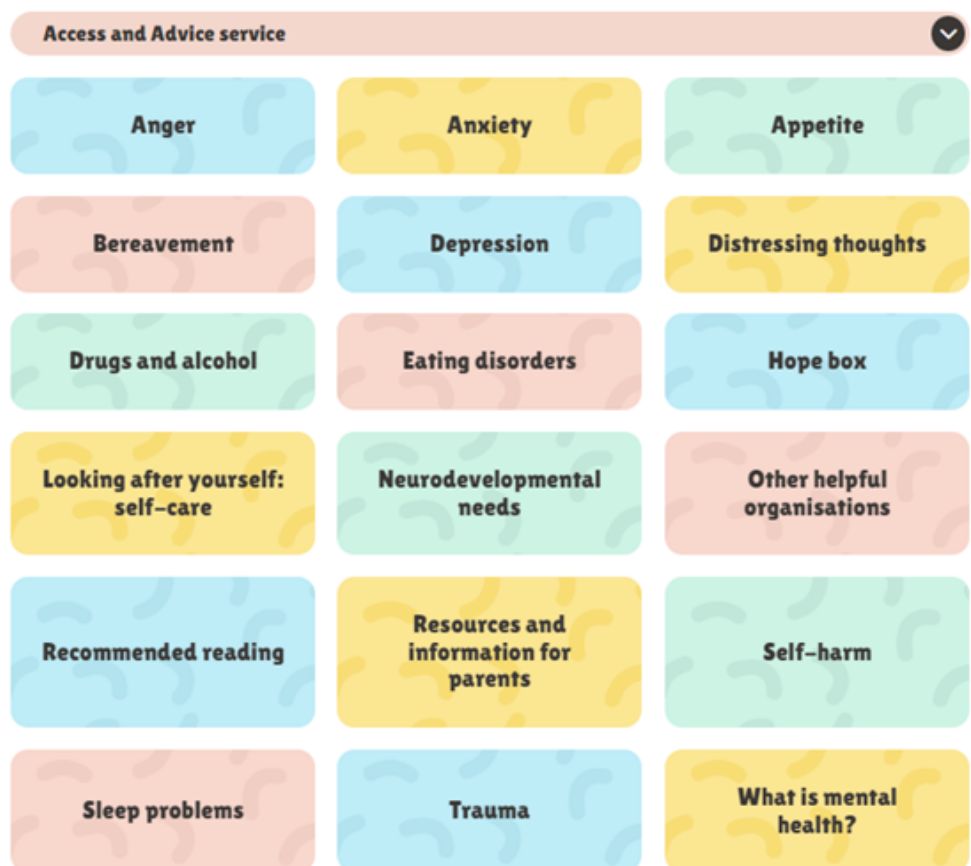 Access and Advice service
Anger
Anxiety
Appetite
Bereavement
Depression
Distressing thoughts
Drugs and alcohol
Eating disorders
Hope box
Looking after yourself:
self-care
Neurodevelopmental
needs
Other helpful
organisations
Recommended reading
Resources and
information for
parents
Self-harm
Sleep problems
Trauma
What is mental
health?